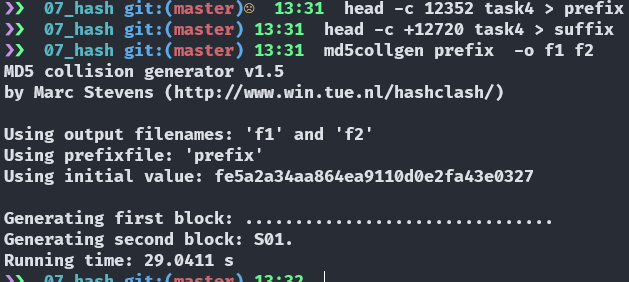 ❯❯ 07_hash git:(master)☹ 13:31 head -c 12352 task4 > prefix
❯❯ 07_hash git:(master) 13:31 head -c +12720 task4 > suffix
❯❯ 07_hash git:(master) 13:31 md5collgen prefix -o f1 f2
MD5 collision generator v1.5
by Marc Stevens (http://www.win.tue.nl/hashclash/)
Using output filenames: 'f1' and 'f2'
Using prefixfile: 'prefix'
Using initial value: fe5a2a34aa864ea9110d0e2fa43e0327
Generating first block: ...............................
Generating second block: S01.
Running time: 29.0411 s
❯❯ 07_hash git:(master) 13:32